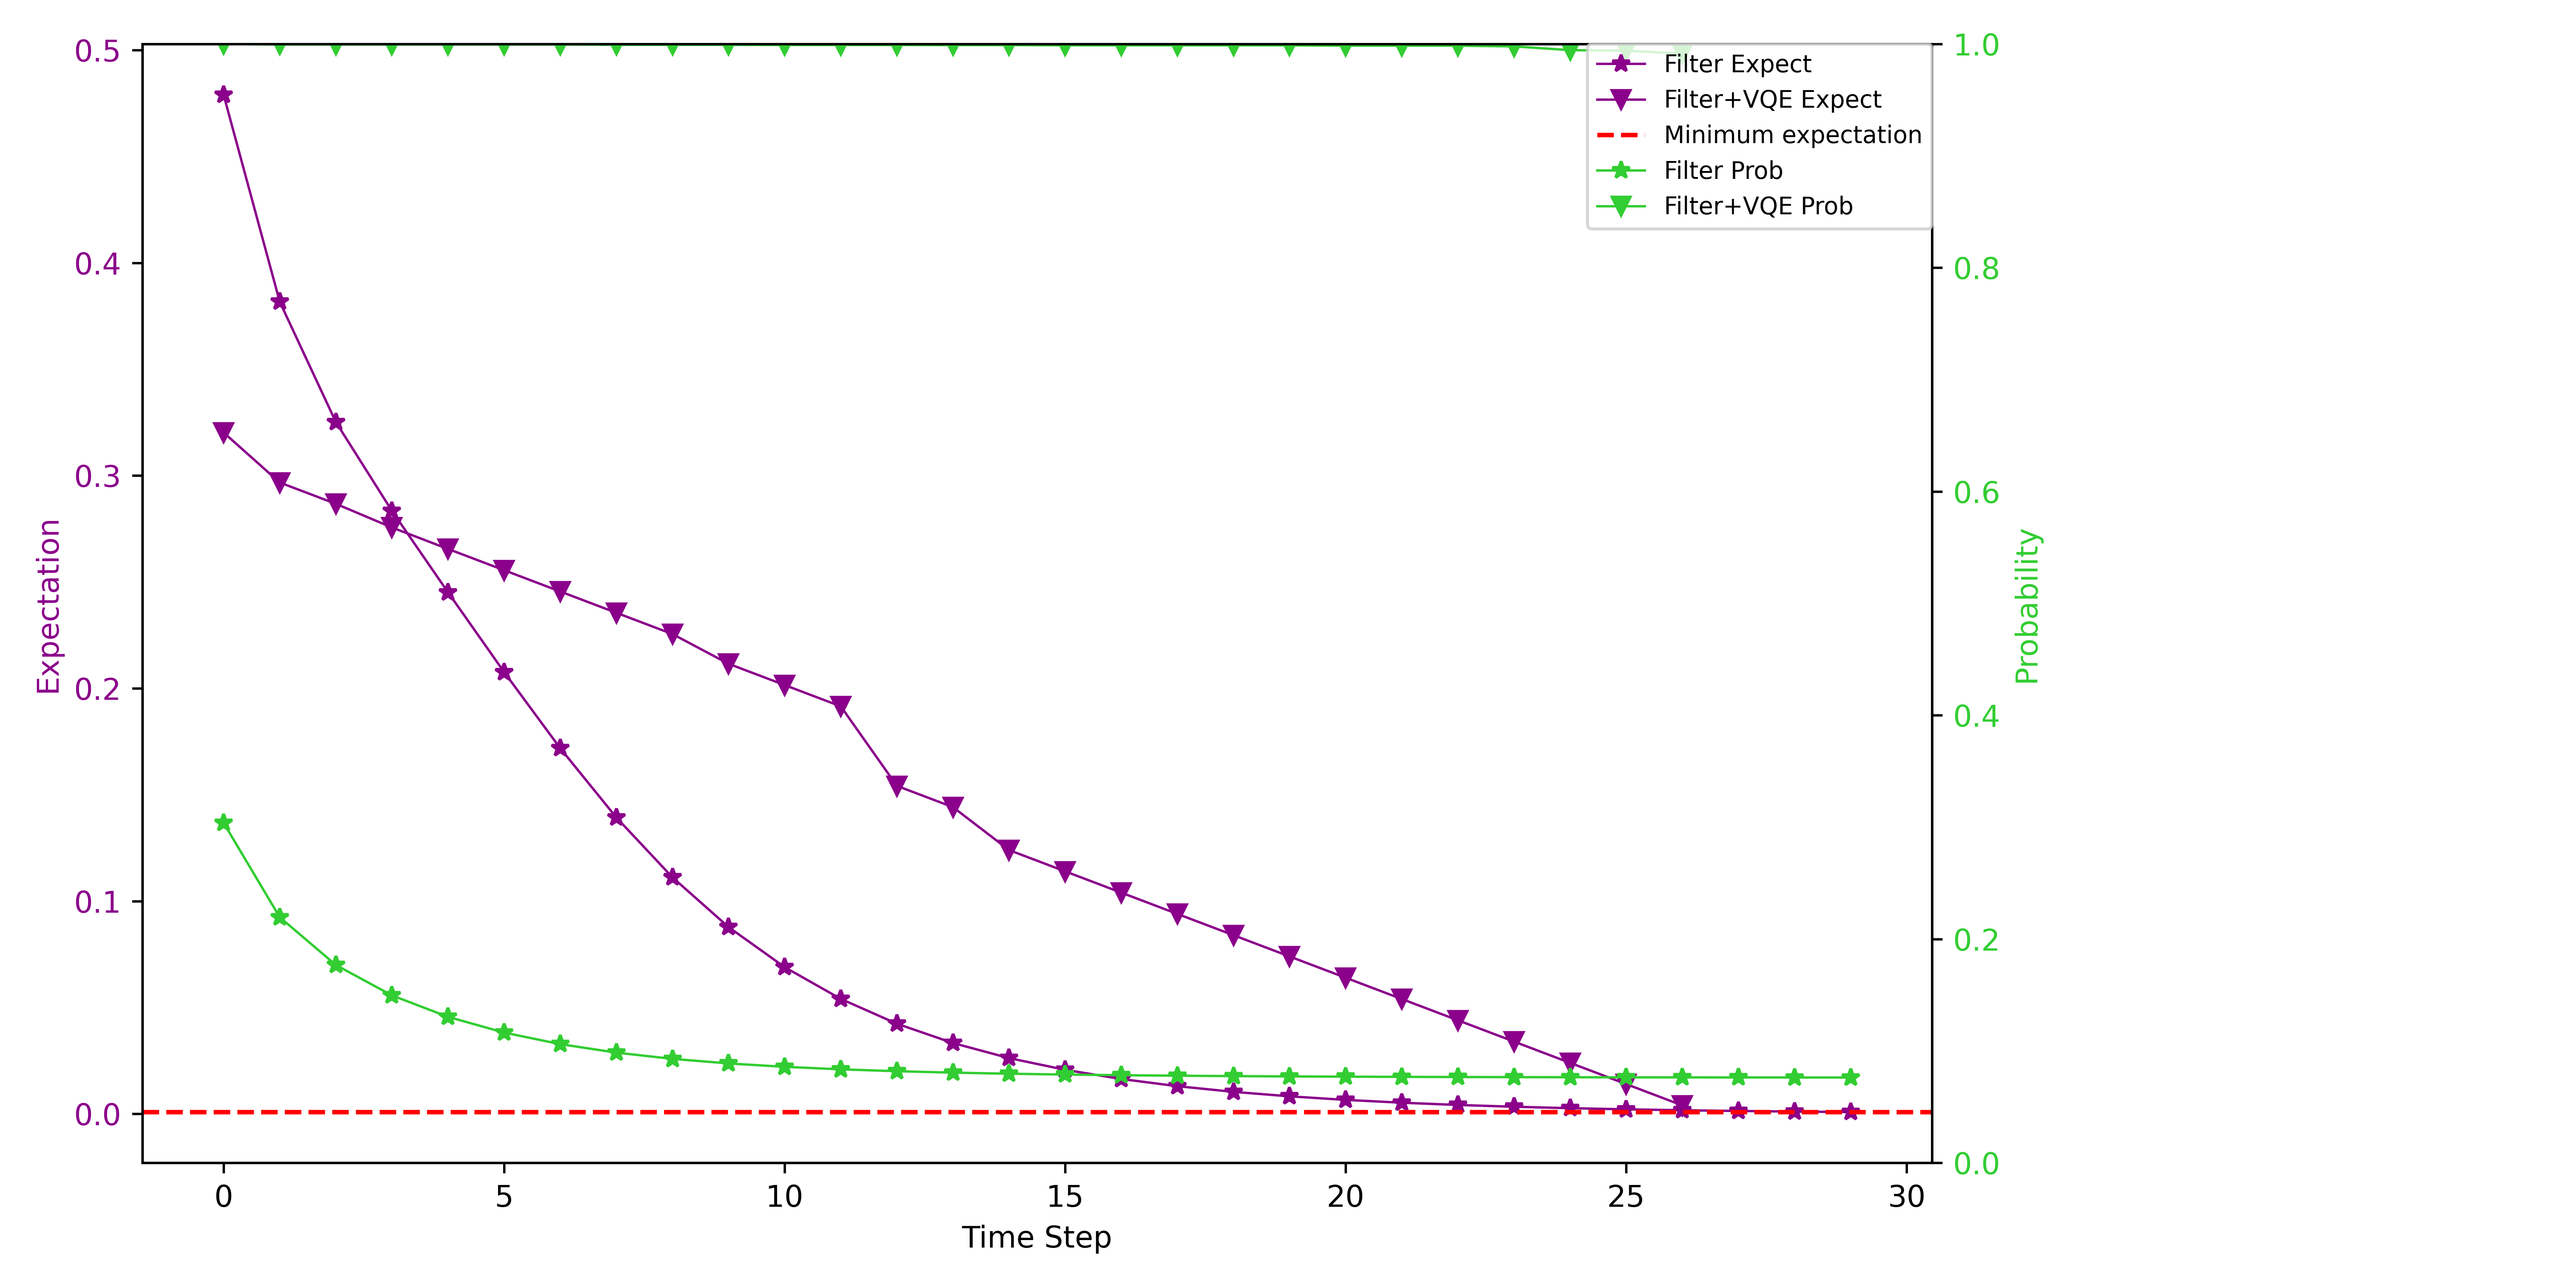 0.5
0.4
0.3
0.2
0.1
0.0
Expectation
Filter Expect
Filter+VQE Expect
Minimum expectation
Filter Prob
Filter+VQE Prob
1.0
0.8
0.6
0.4
0.2
0.0
Probability
0 5 10 15 20 25 30
Time Step